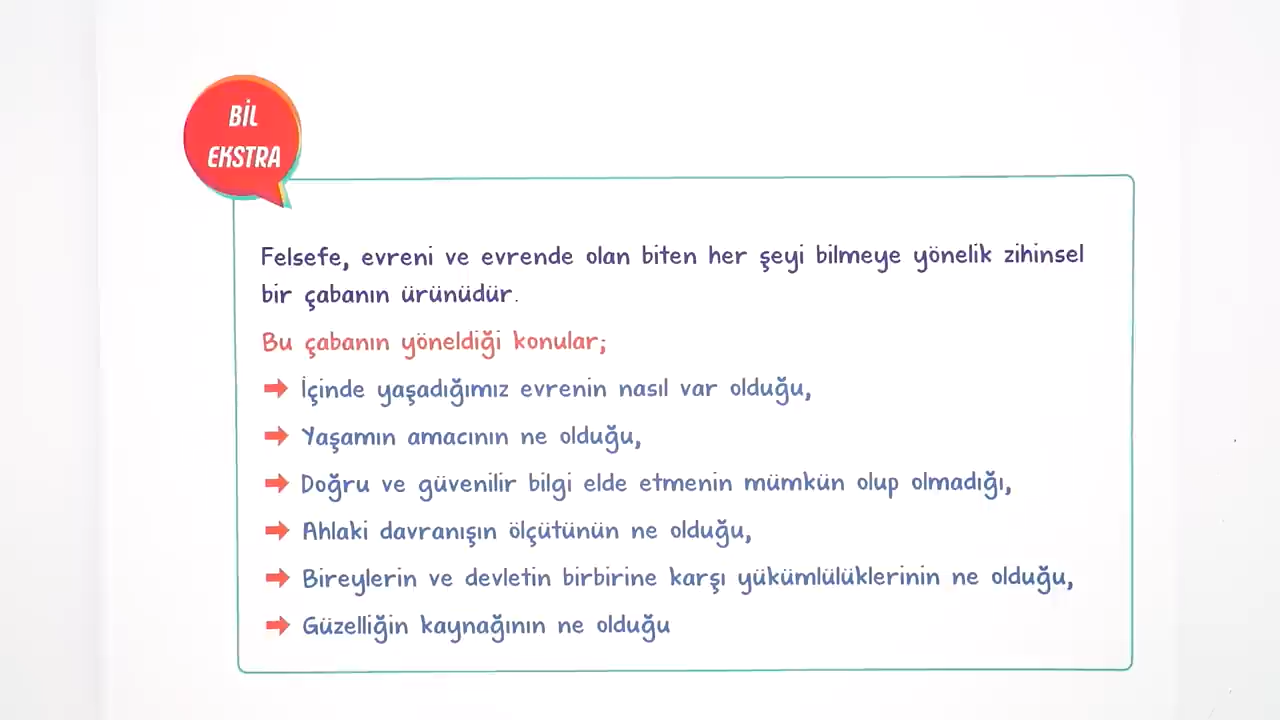 BİL
EKSTRA
Felsefe, evreni ve evrende olan biten her şeyi bilmeye yönelik zihinsel
bir çabanın ürünüdür.
Bu çabanın yöneldiği konular;
İçinde yaşadığımız evrenin nasıl var olduğu,
Yaşamın amacının ne olduğu,
Doğru ve güvenilir bilgi elde etmenin mümkün olup olmadığı,
Ahlaki davranışın ölçütünün ne olduğu,
Bireylerin ve devletin birbirine karşı yükümlülüklerinin ne olduğu,
Güzelliğin kaynağının ne olduğu